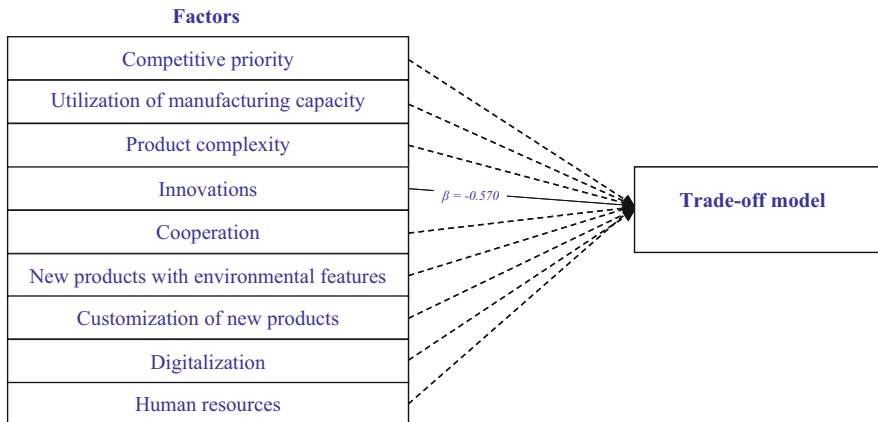 Factors
Competitive priority
Utilization of manufacturing capacity
Product complexity
Innovations
β = -0.570
Trade-off model
Cooperation
New products with environmental features
Customization of new products
Digitalization
Human resources